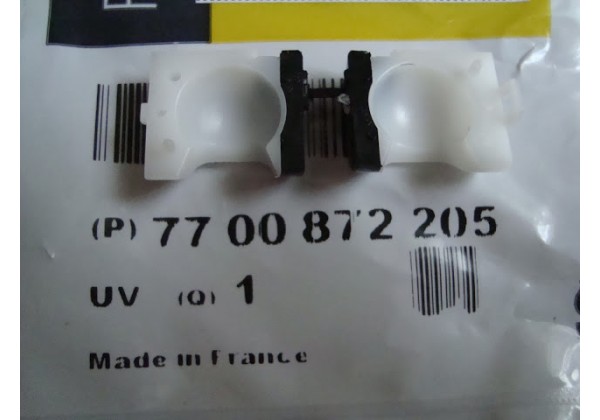 (P) 77 00 872 205
UV (Q) 1
Made in France